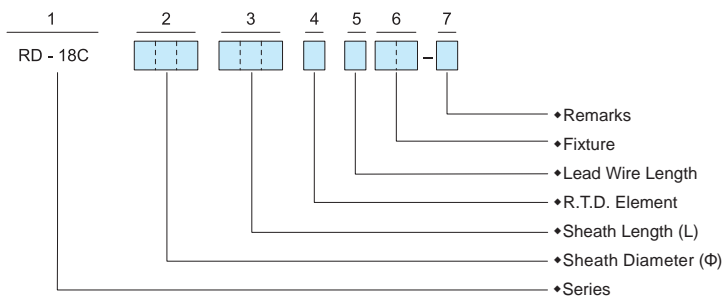 1 2 3 4 5 6 7
RD - 18C -
◆Remarks
◆Fixture
◆Lead Wire Length
◆R.T.D. Element
◆Sheath Length (L)
◆Sheath Diameter (Φ)
◆Series